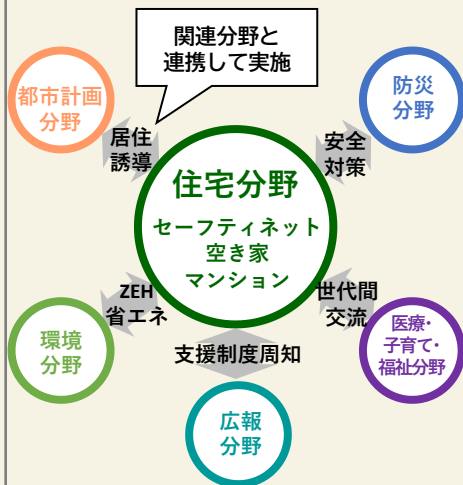 関連分野と
連携して実施
都市計画
分野
防災
分野
居住
誘導
安全
対策
住宅分野
セーフティネット
空き家
マンション
ZEH
省エネ
世代間
交流
環境
分野
支援制度周知
医療・
子育て・
福祉分野
広報
分野